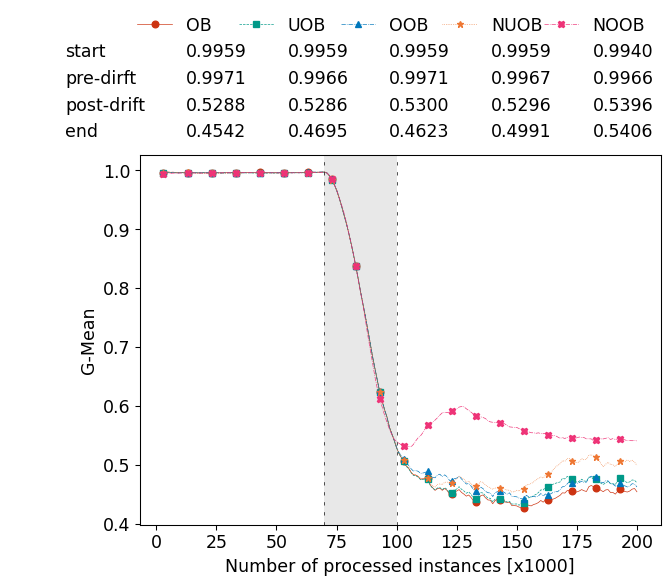 OB UOB OOB NUOB NOOB
start 0.9959 0.9959 0.9959 0.9959 0.9940
pre-dirft 0.9971 0.9966 0.9971 0.9967 0.9966
post-drift 0.5288 0.5286 0.5300 0.5296 0.5396
end 0.4542 0.4695 0.4623 0.4991 0.5406
1.0
0.9
0.8
0.7
0.6
0.5
0.4
G-Mean
0 25 50 75 100 125 150 175 200
Number of processed instances [x1000]